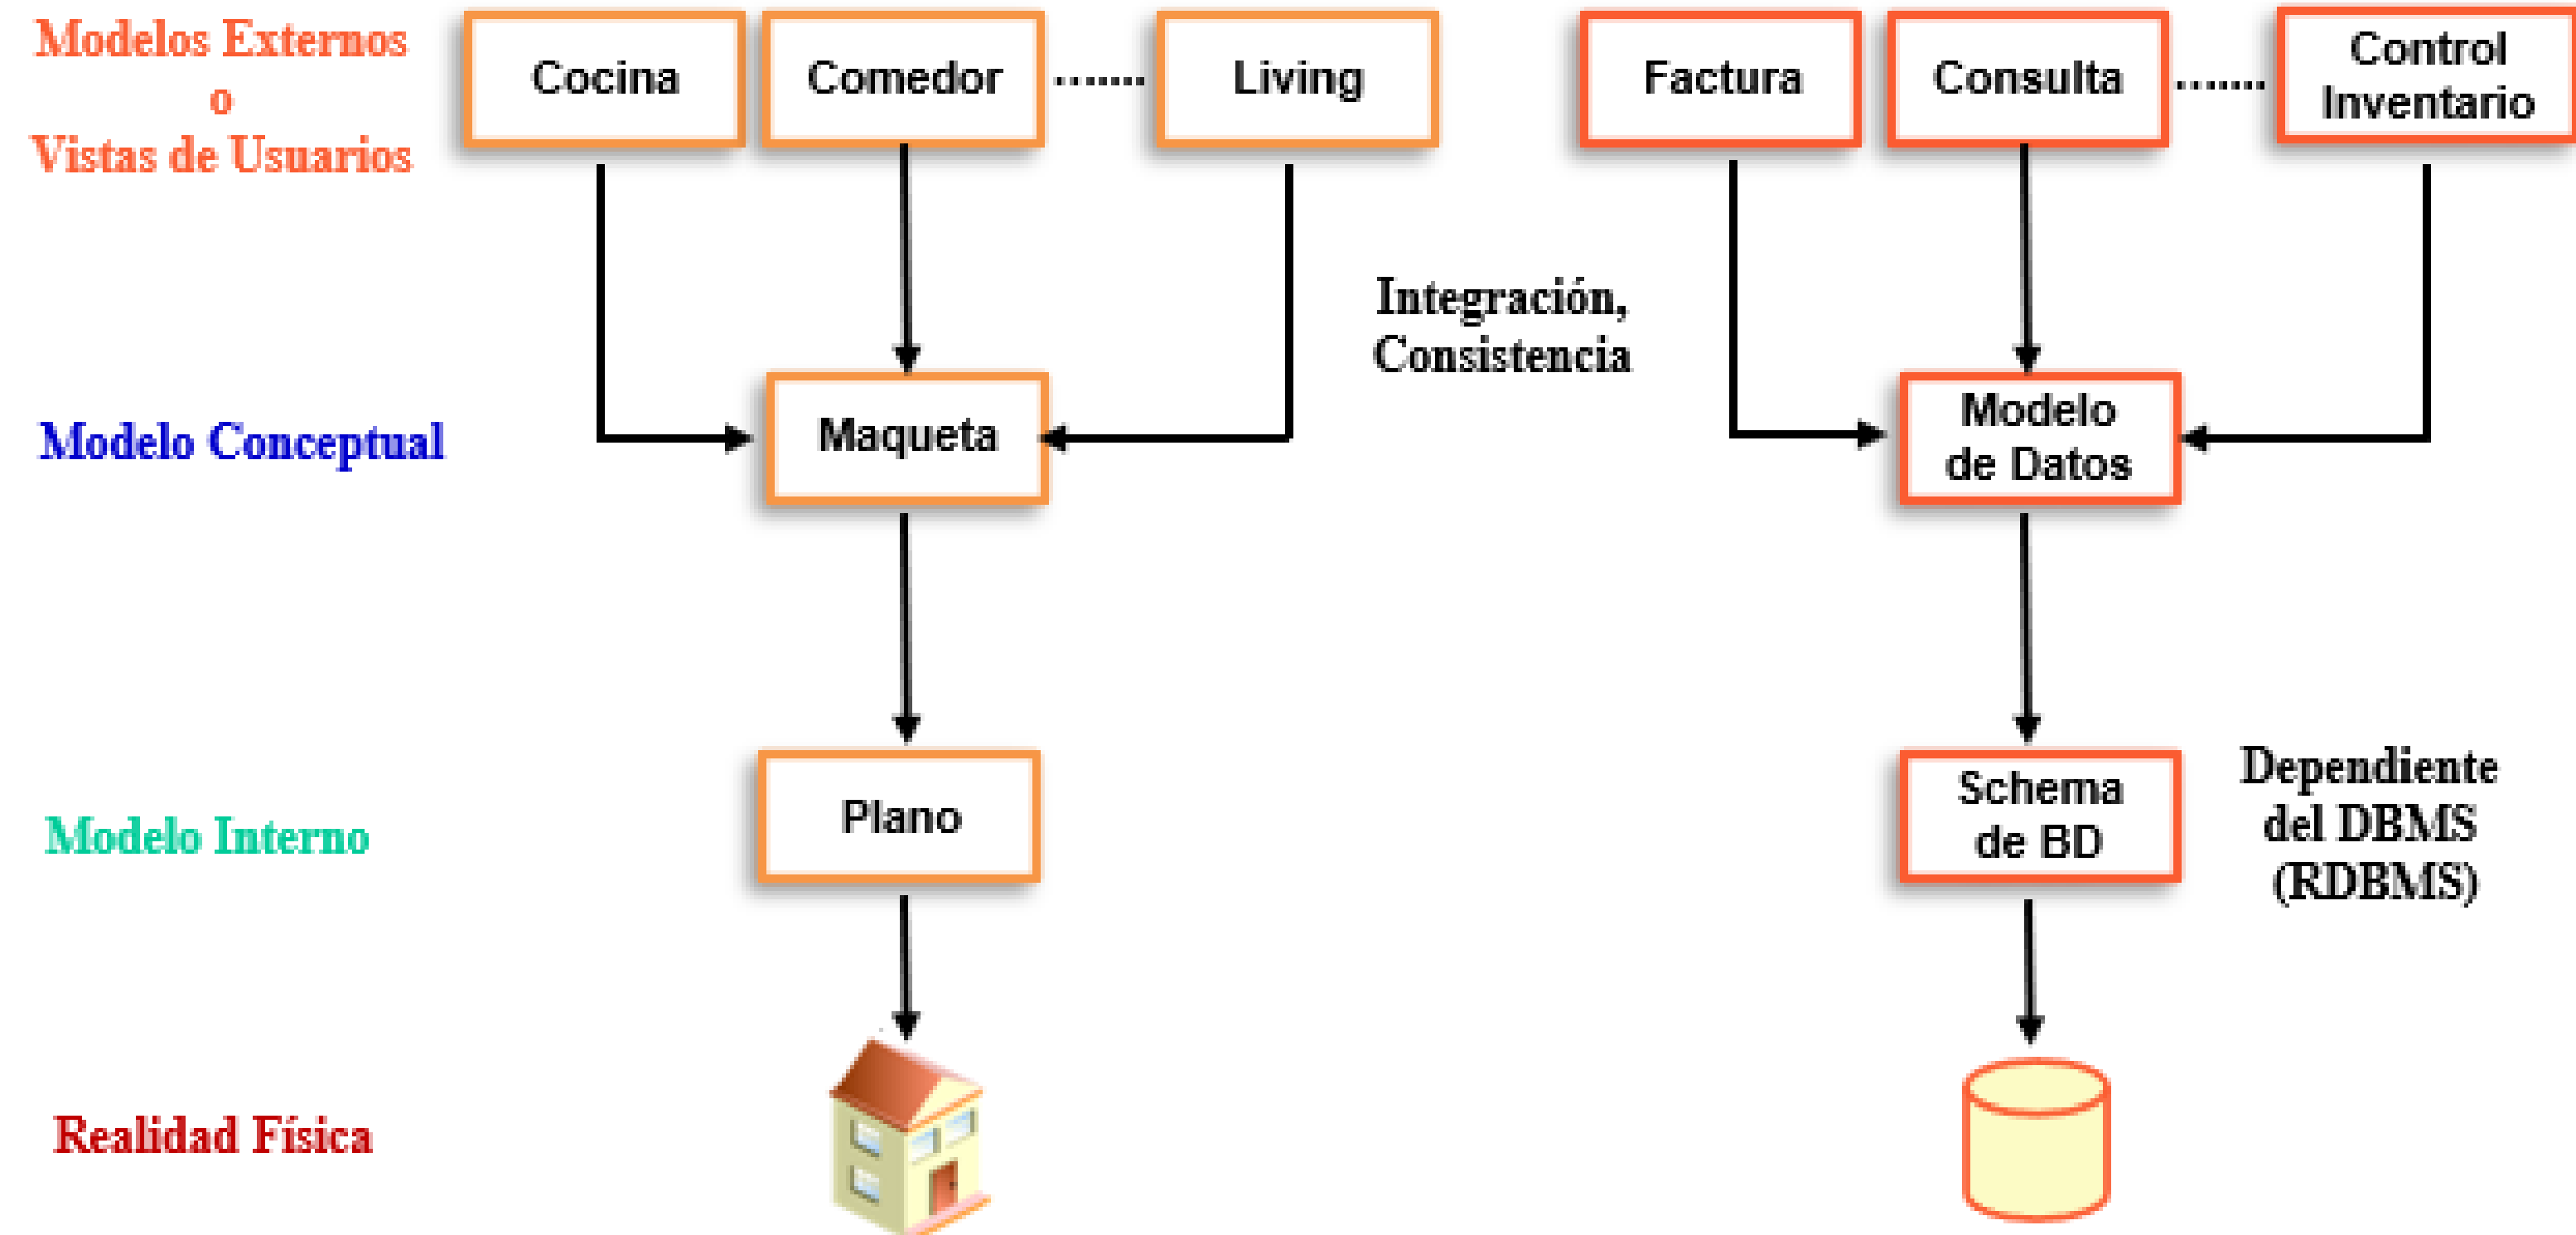 Modelos Externos
o
Vistas de Usuarios
Cocina
Comedor
.......
Living
Factura
Consulta
.......
Control
Inventario
Integración,
Consistencia
Modelo Conceptual
Maqueta
Modelo
de Datos
Modelo Interno
Plano
Schema
de BD
Dependiente
del DBMS
(RDBMS)
Realidad Física